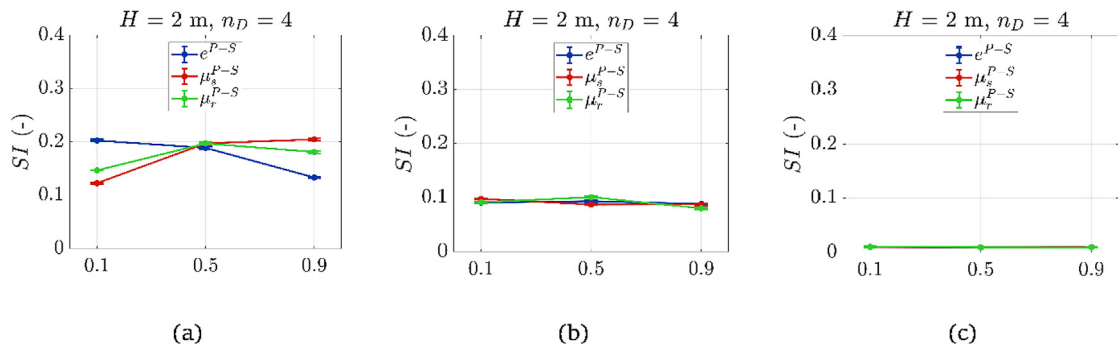 H = 2 m, n_D = 4
0.4
0.3
0.2
0.1
0
SI (-)
e^{P-S}
μ_s^{P-S}
μ_r^{P-S}
0.1 0.5 0.9
(a)
H = 2 m, n_D = 4
0.4
0.3
0.2
0.1
0
SI (-)
e^{P-S}
μ_s^{P-S}
μ_r^{P-S}
0.1 0.5 0.9
(b)
H = 2 m, n_D = 4
0.4
0.3
0.2
0.1
0
SI (-)
e^{P-S}
μ_s^{P-S}
μ_r^{P-S}
0.1 0.5 0.9
(c)